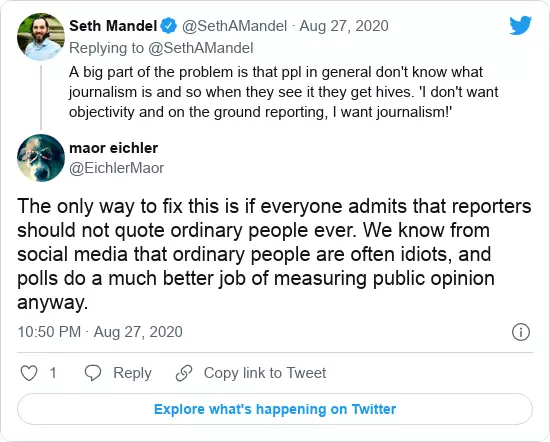 Seth Mandel @SethAMandel · Aug 27, 2020
Replying to @SethAMandel
A big part of the problem is that ppl in general don't know what
journalism is and so when they see it they get hives. 'I don't want
objectivity and on the ground reporting, I want journalism!'
maor eichler
@EichlerMaor
The only way to fix this is if everyone admits that reporters
should not quote ordinary people ever. We know from
social media that ordinary people are often idiots, and
polls do a much better job of measuring public opinion
anyway.
10:50 PM · Aug 27, 2020
1 Reply Copy link to Tweet
Explore what's happening on Twitter